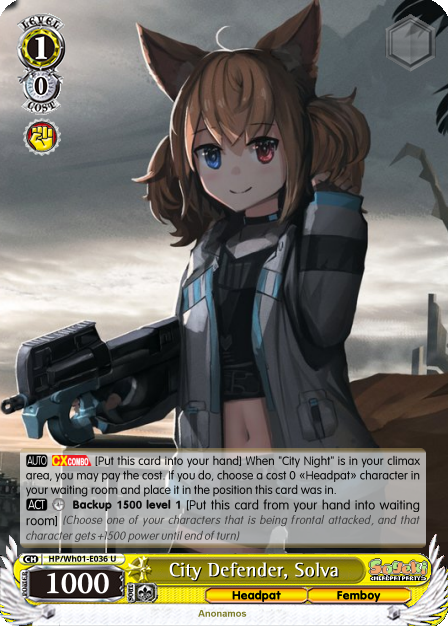 LEVEL
1
0
COST
AUTO CX COMBO [Put this card into your hand] When "City Night" is in your climax
area, you may pay the cost. If you do, choose a cost 0 «Headpat» character in
your waiting room and place it in the position this card was in.
ACT Backup 1500 level 1 [Put this card from your hand into waiting
room] (Choose one of your characters that is being frontal attacked, and that
character gets +1500 power until end of turn)
CH HP/Wh01-E036 U
POWER 1000 SOUL City Defender, Solva
Headpat Femboy
HEADPAT PARTY
Anonamos